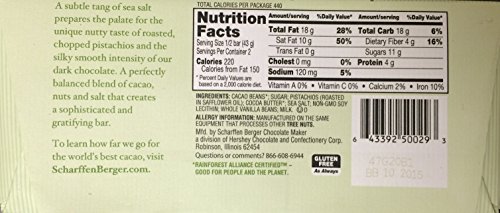 A subtle tang of sea salt
prepares the palate for the
unique nutty taste of roasted,
chopped pistachios and the
silky smooth intensity of our
dark chocolate. A perfectly
balanced blend of cacao,
nuts and salt that creates
a sophisticated and
gratifying bar.
To learn how far we go for
the world's best cacao, visit
ScharffenBerger.com.
TOTAL CALORIES PER PACKAGE 440
Nutrition
Facts
Serving Size 1/2 bar (43 g)
Servings Per Container 2
Calories 220
Calories from Fat 150
* Percent Daily Values are
based on a 2,000 calorie diet.
Amount/serving %Daily Value*
Total Fat 18 g 28%
Sat Fat 10 g 50%
Trans Fat 0 g
Cholest 0 mg 0%
Sodium 120 mg 5%
Amount/serving %Daily Value*
Total Carb 18 g 6%
Dietary Fiber 4 g 16%
Sugars 11 g
Protein 4 g
Vitamin A 0% • Vitamin C 0% • Calcium 2% • Iron 10%
INGREDIENTS: CACAO BEANS*; SUGAR; PISTACHIOS (ROASTED
IN SAFFLOWER OIL); COCOA BUTTER*; SEA SALT; NON-GMO SOY
LECITHIN; WHOLE VANILLA BEANS; MILK. D
ALLERGY INFORMATION: MANUFACTURED ON THE SAME
EQUIPMENT THAT PROCESSES OTHER TREE NUTS.
Mfd. by Scharffen Berger Chocolate Maker
a division of Hershey Chocolate and Confectionery Corp.
Robinson, Illinois 62454
Questions or comments? 866-608-6944
*RAINFOREST ALLIANCE CERTIFIED™ –
GOOD FOR PEOPLE AND THE PLANET.
GLUTEN
FREE
As Always
6 43392 50029 3
47G20B1
BB 10 2015